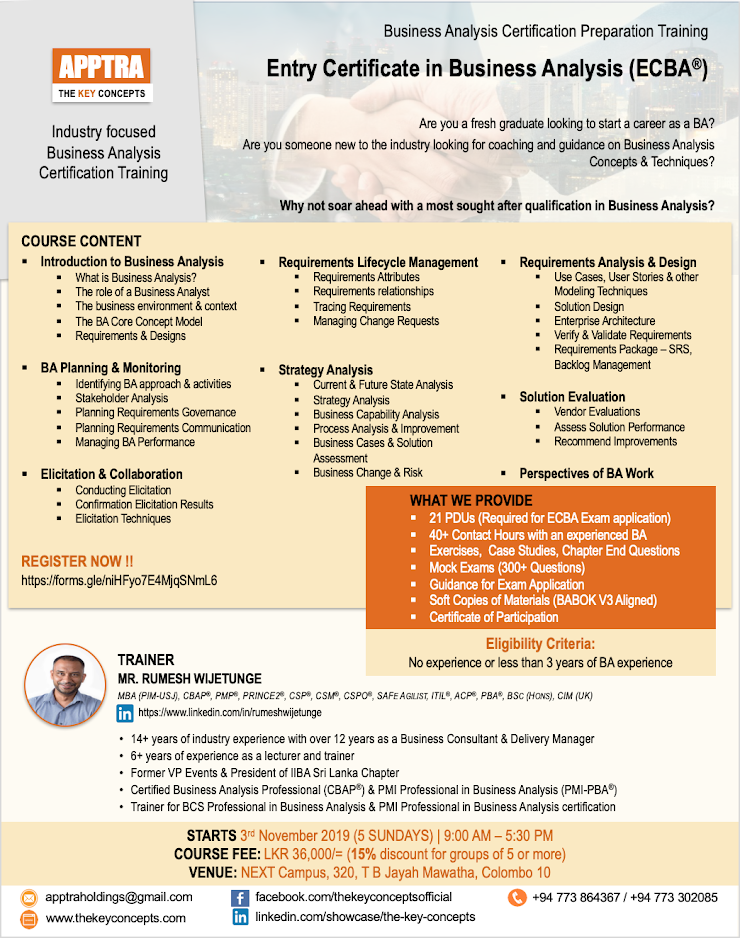 APPTRA
THE KEY CONCEPTS
Industry focused
Business Analysis
Certification Training
Business Analysis Certification Preparation Training
Entry Certificate in Business Analysis (ECBA®)
Are you a fresh graduate looking to start a career as a BA?
Are you someone new to the industry looking for coaching and guidance on Business Analysis
Concepts & Techniques?
Why not soar ahead with a most sought after qualification in Business Analysis?
COURSE CONTENT
▪ Introduction to Business Analysis
▪ What is Business Analysis?
▪ The role of a Business Analyst
▪ The business environment & context
▪ The BA Core Concept Model
▪ Requirements & Designs
▪ BA Planning & Monitoring
▪ Identifying BA approach & activities
▪ Stakeholder Analysis
▪ Planning Requirements Governance
▪ Planning Requirements Communication
▪ Managing BA Performance
▪ Elicitation & Collaboration
▪ Conducting Elicitation
▪ Confirmation Elicitation Results
▪ Elicitation Techniques
▪ Requirements Lifecycle Management
▪ Requirements Attributes
▪ Requirements relationships
▪ Tracing Requirements
▪ Managing Change Requests
▪ Strategy Analysis
▪ Current & Future State Analysis
▪ Strategy Analysis
▪ Business Capability Analysis
▪ Process Analysis & Improvement
▪ Business Cases & Solution
Assessment
▪ Business Change & Risk
▪ Requirements Analysis & Design
▪ Use Cases, User Stories & other
Modeling Techniques
▪ Solution Design
▪ Enterprise Architecture
▪ Verify & Validate Requirements
▪ Requirements Package – SRS,
Backlog Management
▪ Solution Evaluation
▪ Vendor Evaluations
▪ Assess Solution Performance
▪ Recommend Improvements
▪ Perspectives of BA Work
REGISTER NOW !!
https://forms.gle/niHFyo7E4MjqSNmL6
WHAT WE PROVIDE
▪ 21 PDUs (Required for ECBA Exam application)
▪ 40+ Contact Hours with an experienced BA
▪ Exercises, Case Studies, Chapter End Questions
▪ Mock Exams (300+ Questions)
▪ Guidance for Exam Application
▪ Soft Copies of Materials (BABOK V3 Aligned)
▪ Certificate of Participation
Eligibility Criteria:
No experience or less than 3 years of BA experience
TRAINER
MR. RUMESH WIJETUNGE
MBA (PIM-USJ), CBAP®, PMP®, PRINCE2®, CSP®, CSM®, CSPO®, SAFE AGILIST, ITIL®, ACP®, PBA®, BSC (HONS), CIM (UK)
in https://www.linkedin.com/in/rumeshwijetunge
• 14+ years of industry experience with over 12 years as a Business Consultant & Delivery Manager
• 6+ years of experience as a lecturer and trainer
• Former VP Events & President of IIBA Sri Lanka Chapter
• Certified Business Analysis Professional (CBAP®) & PMI Professional in Business Analysis (PMI-PBA®)
• Trainer for BCS Professional in Business Analysis & PMI Professional in Business Analysis certification
STARTS 3rd November 2019 (5 SUNDAYS) | 9:00 AM – 5:30 PM
COURSE FEE: LKR 36,000/= (15% discount for groups of 5 or more)
VENUE: NEXT Campus, 320, T B Jayah Mawatha, Colombo 10
apptraholdings@gmail.com
www.thekeyconcepts.com
f facebook.com/thekeyconceptsofficial
in linkedin.com/showcase/the-key-concepts
+94 773 864367 / +94 773 302085